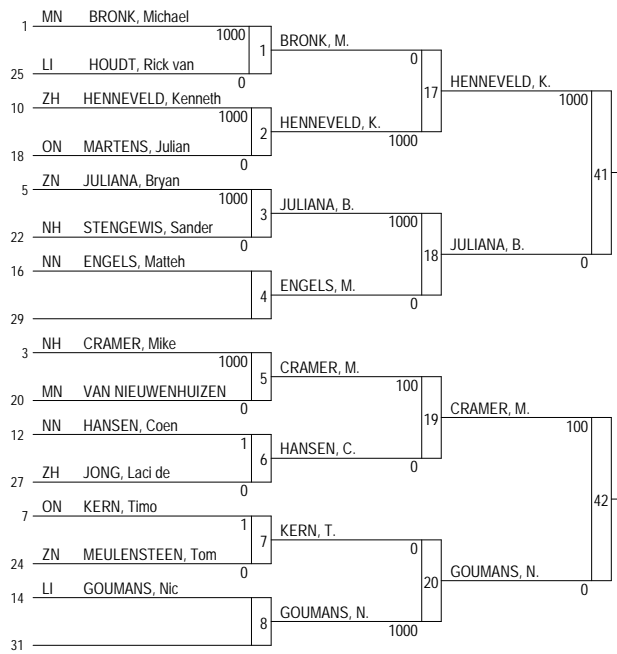 1 MN BRONK, Michael
1000 1 BRONK, M.
25 LI HOUDT, Rick van 0
0 17 HENNEVELD, K.
10 ZH HENNEVELD, Kenneth 1000
1000 2 HENNEVELD, K.
18 ON MARTENS, Julian 1000
0
5 ZN JULIANA, Bryan 41
1000 3 JULIANA, B.
22 NH STENGEWIS, Sander 1000
0 18 JULIANA, B.
16 NN ENGELS, Matteh 0
4 ENGELS, M.
29 0
3 NH CRAMER, Mike
1000 5 CRAMER, M.
20 MN VAN NIEUWENHUIZEN 100
0 19 CRAMER, M.
12 NN HANSEN, Coen 100
1 6 HANSEN, C.
27 ZH JONG, Laci de 0
0 42
7 ON KERN, Timo
1 7 KERN, T.
24 ZN MEULENSTEEN, Tom 0
0 20 GOUMANS, N.
14 LI GOUMANS, Nic 0
8 GOUMANS, N.
31 1000